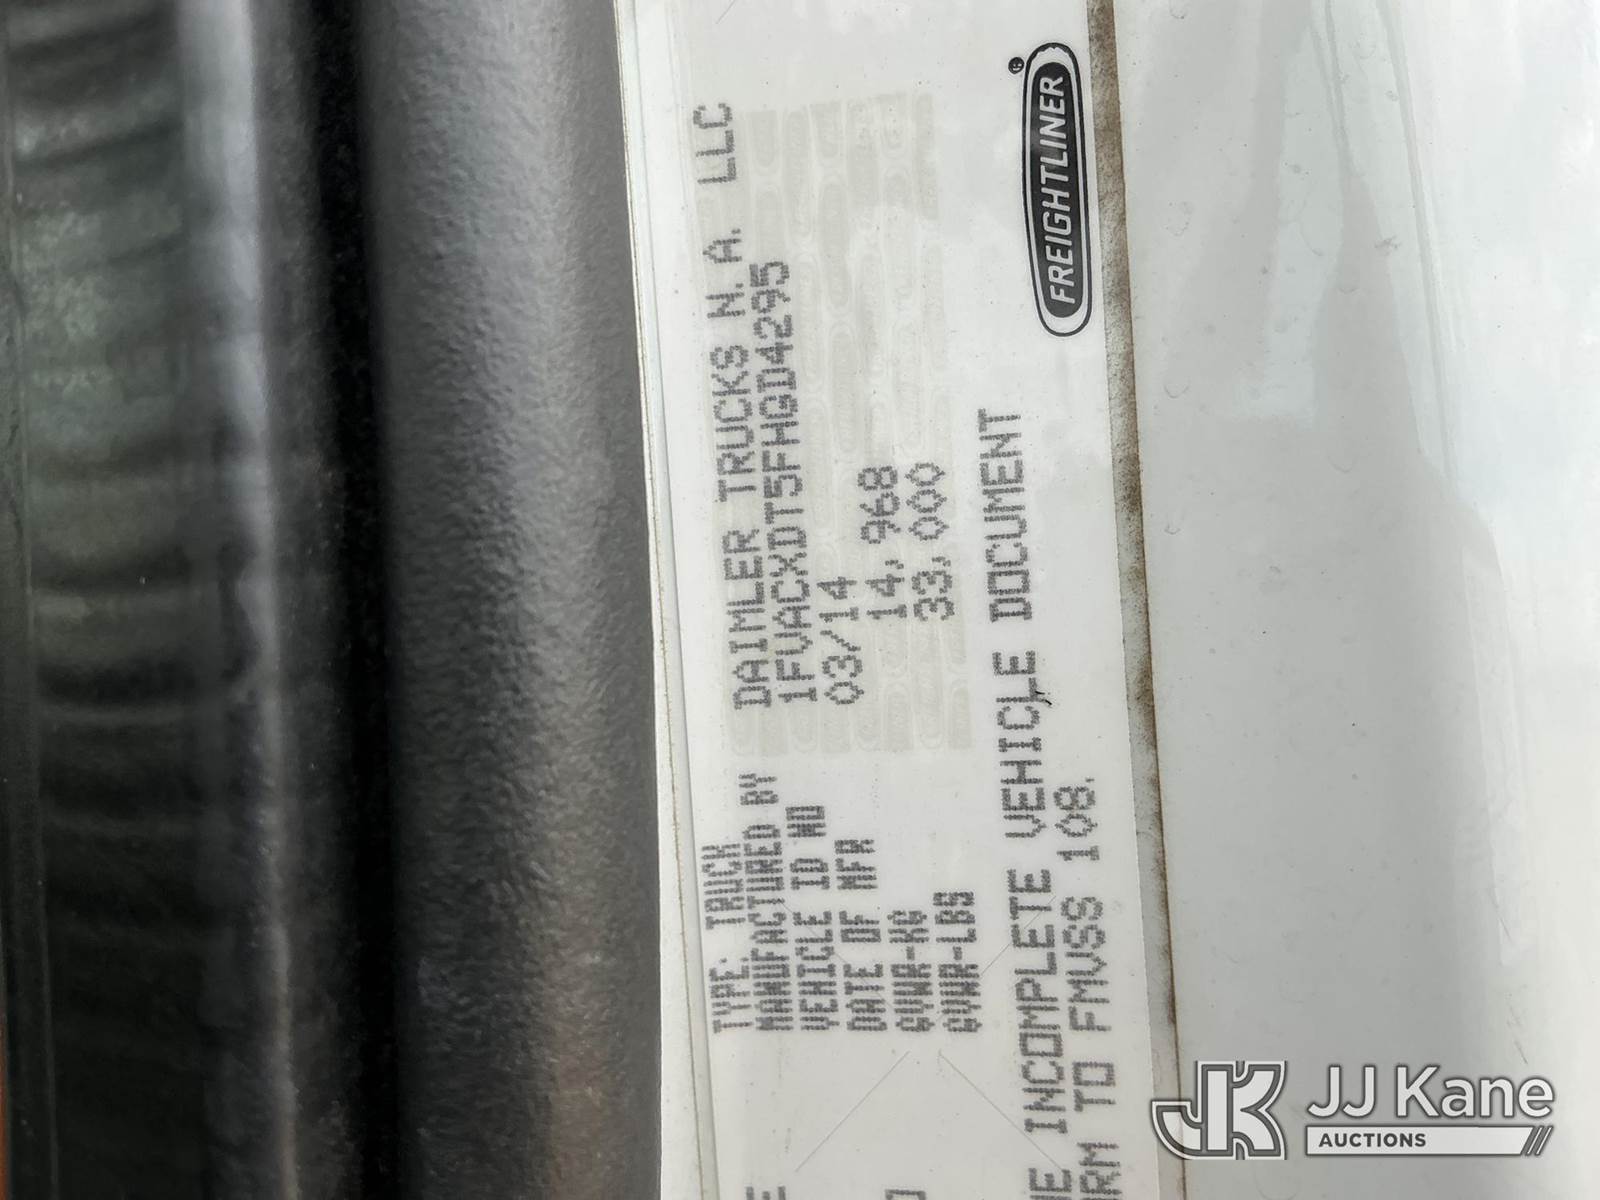 TYPE: TRUCK
MANUFACTURED BY DAIMLER TRUCKS N.A. LLC
VEHICLE ID NO 1FVACXDT5FHGD4295
DATE OF MFR 03/14
GVWR-KG 14,968
GVWR-LBS 33,000
INCOMPLETE VEHICLE DOCUMENT
TO FMVSS 108.
FREIGHTLINER®
JK JJ Kane
AUCTIONS